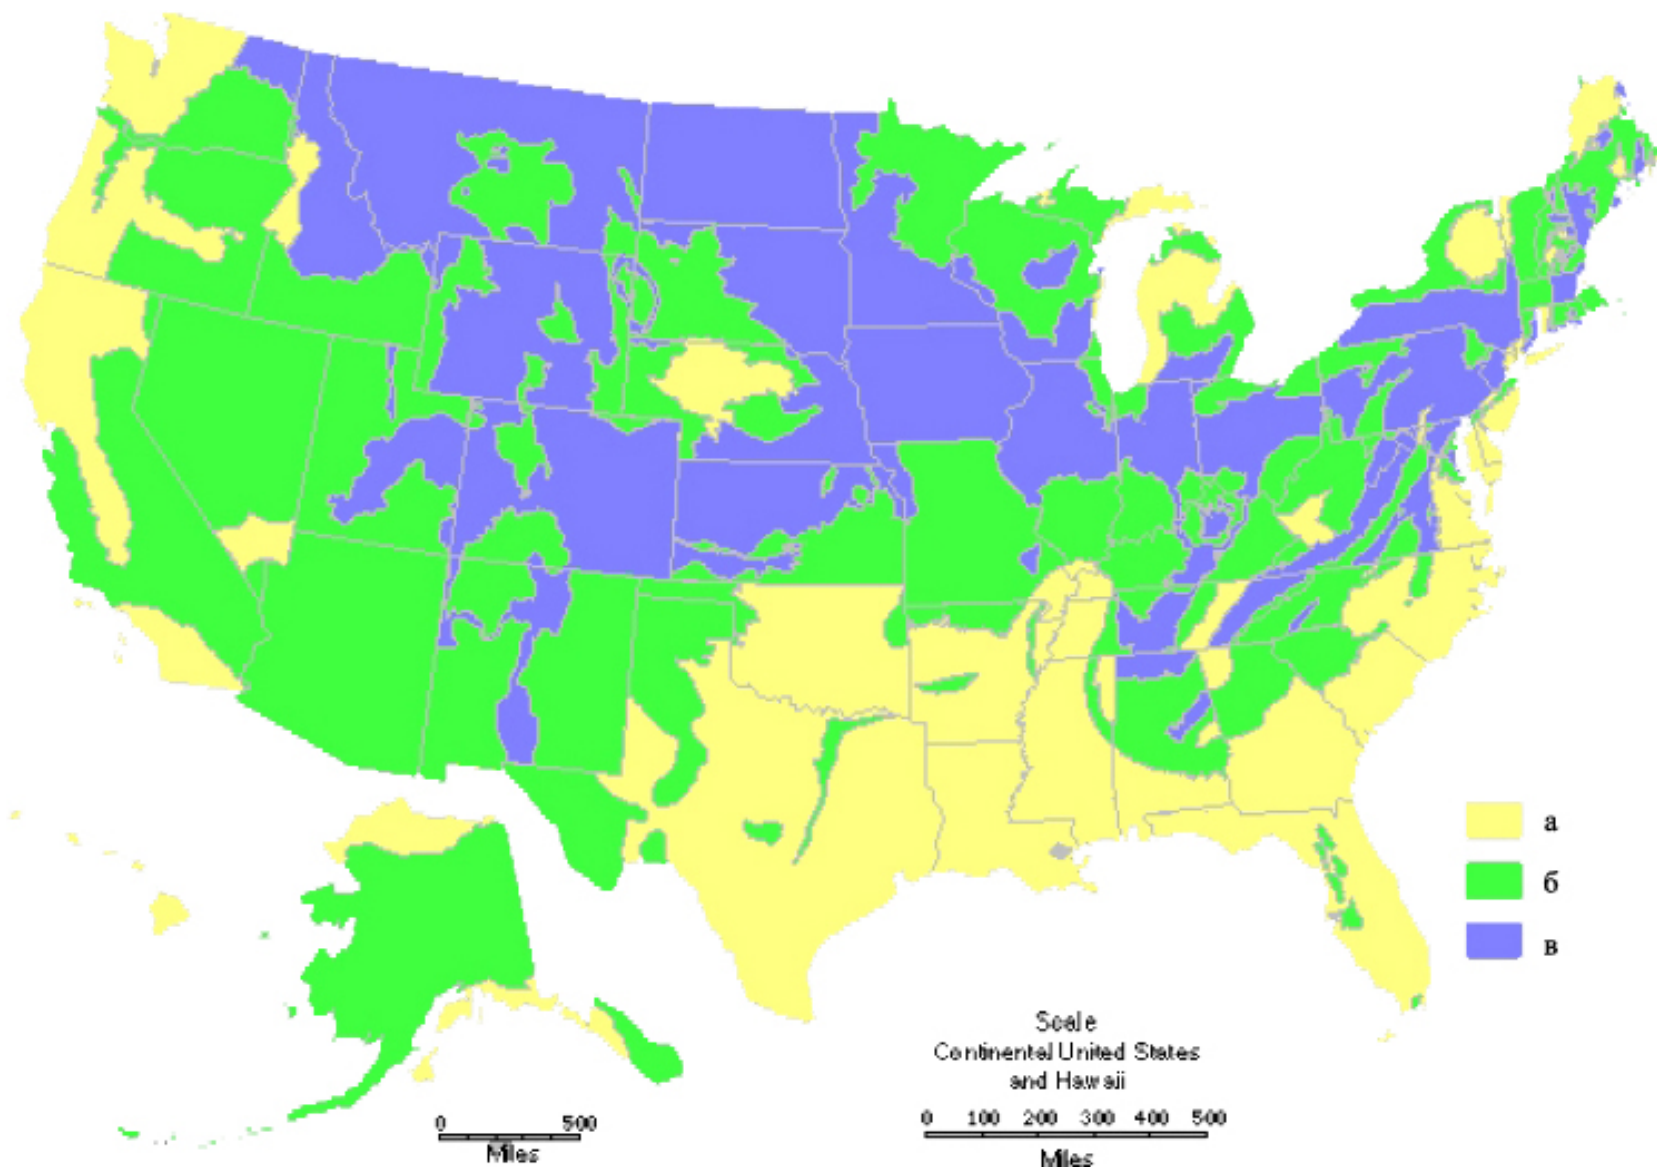 а
б
в
Scale
Continental United States
and Hawaii
0 500
Miles
0 100 200 300 400 500
Miles